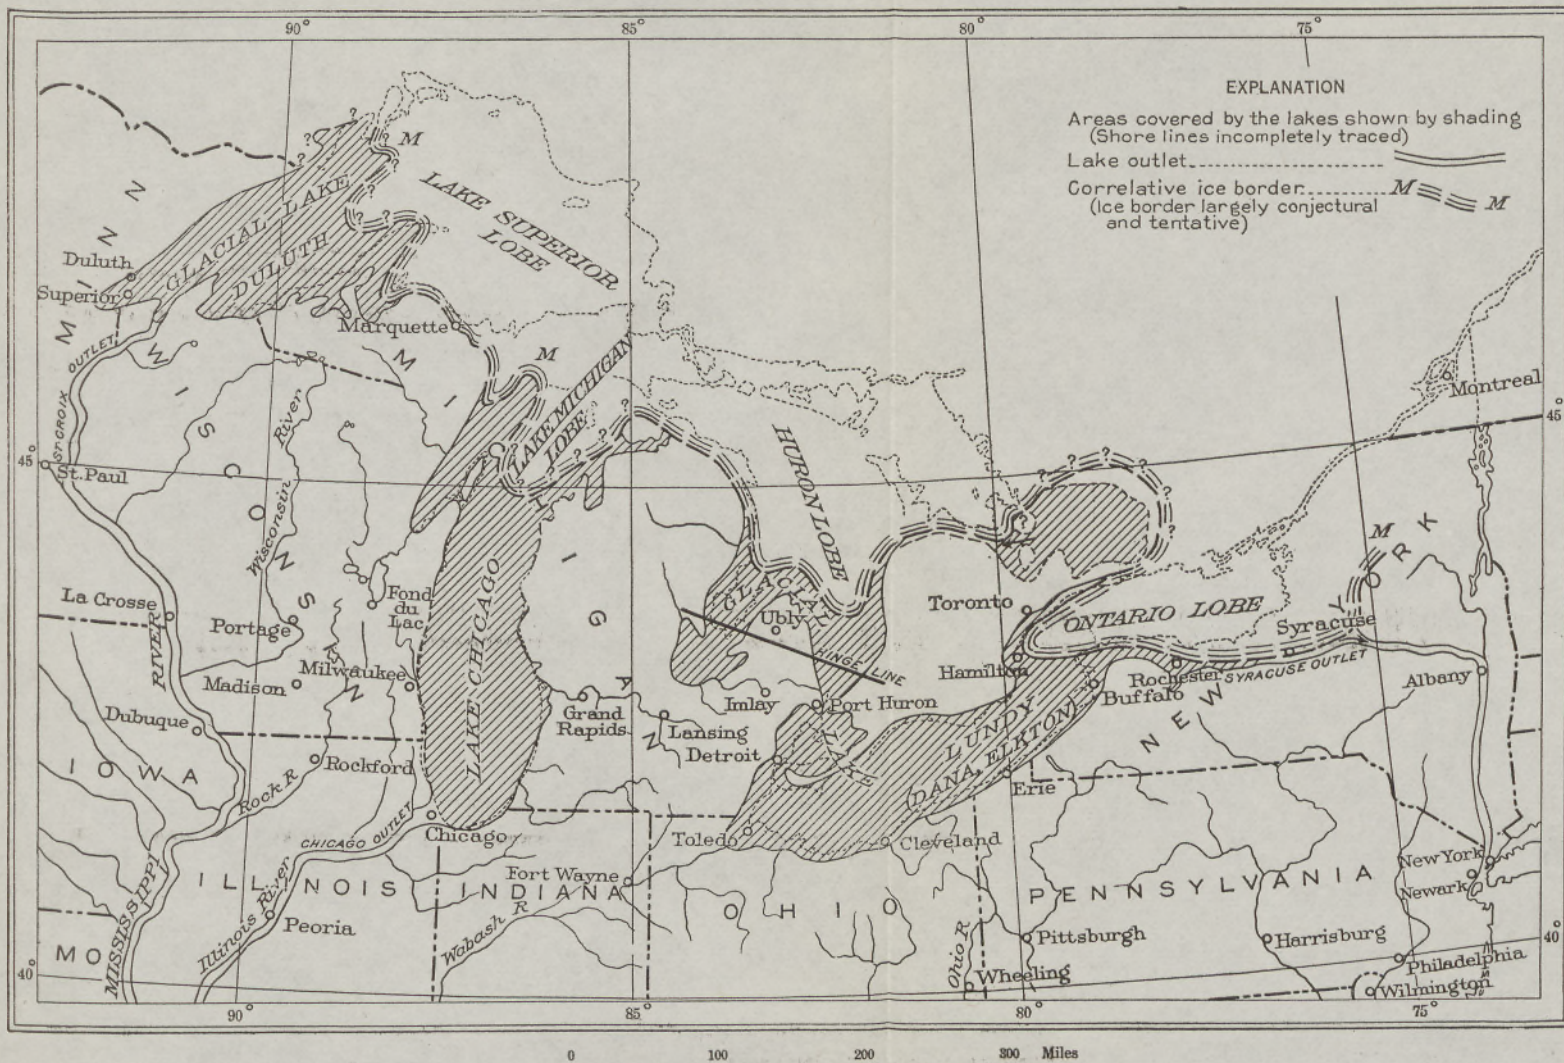 90°
85°
80°
75°
EXPLANATION
Areas covered by the lakes shown by shading
(Shore lines incompletely traced)
Lake outlet
Correlative ice border M M
(Ice border largely conjectural
and tentative)
? ? ? M
?
LAKE SUPERIOR
LOBE
GLACIAL LAKE
DULUTH
? ? ? ?
MINN
Duluth
Superior
Marquette
ST. CROIX OUTLET
WISCONSIN
MICHIGAN
M
LAKE MICHIGAN
LOBE
? ? ? ?
HURON LOBE
Montreal
45°
45°
St. Paul
Wisconsin River
? ? ? ? ? ? ?
M
GLACIAL
Ubly
HINGE LINE
La Crosse
RIVER
Fond
du
Lac
Portage
Milwaukee
Madison
LAKE CHICAGO
Toronto
ONTARIO LOBE
Syracuse
Hamilton
Rochester
SYRACUSE OUTLET
Buffalo
Albany
NEW YORK
Dubuque
Grand
Rapids
Lansing
Imlay
Port Huron
Detroit
LAKE
LUNDY
(DANA, ELKTON)
IOWA
Rockford
Rock R
Erie
CHICAGO OUTLET
Chicago
Toledo
Cleveland
New York
Newark
ILLINOIS
INDIANA
Fort Wayne
OHIO
PENNSYLVANIA
MISSISSIPPI
Illinois River
Peoria
Wabash R
Ohio R
Pittsburgh
Harrisburg
Philadelphia
Wheeling
Wilmington
MO
40°
40°
90°
85°
80°
75°
0 100 200 300 Miles